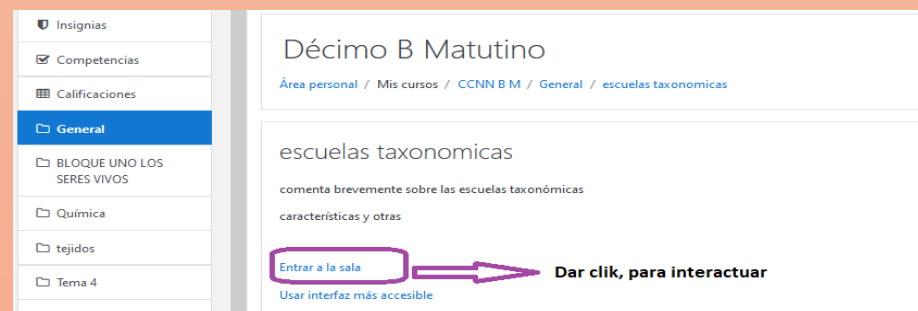 Insignias
Competencias
Calificaciones
General
BLOQUE UNO LOS
SERES VIVOS
Química
tejidos
Tema 4
Décimo B Matutino
Área personal / Mis cursos / CCNN B M / General / escuelas taxonomicas
escuelas taxonomicas
comenta brevemente sobre las escuelas taxonómicas
características y otras
Entrar a la sala
Dar clik, para interactuar
Usar interfaz más accesible